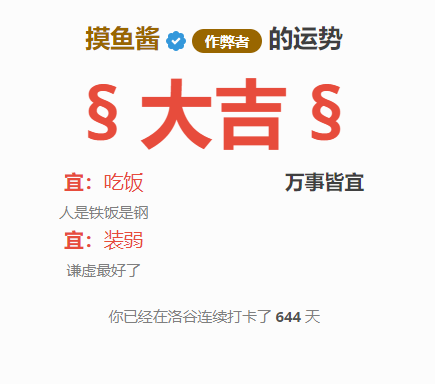 摸鱼酱 作弊者 的运势
§ 大吉 §
宜：吃饭 万事皆宜
人是铁饭是钢
宜：装弱
谦虚最好了
你已经在洛谷连续打卡了 644 天